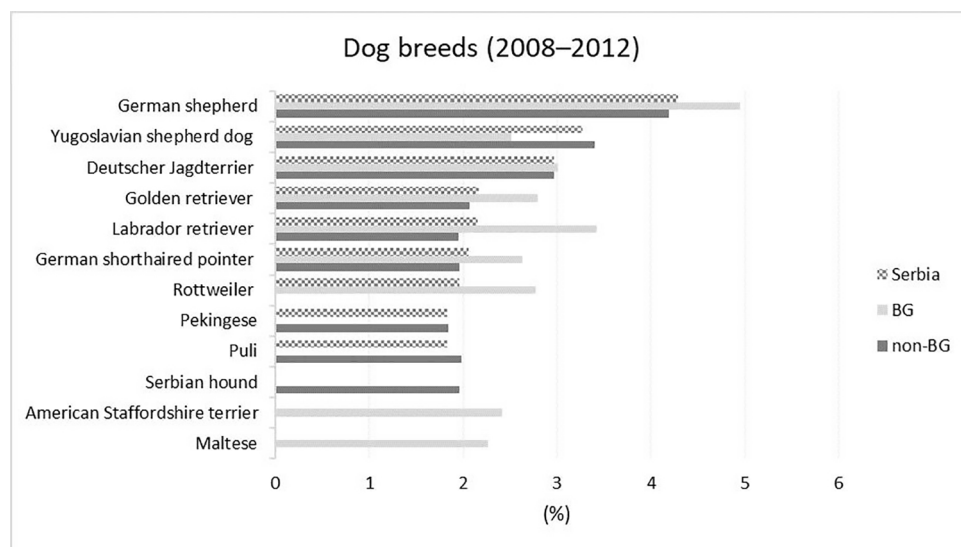 Dog breeds (2008–2012)
German shepherd
Yugoslavian shepherd dog
Deutscher Jagdterrier
Golden retriever
Labrador retriever
German shorthaired pointer
Rottweiler
Pekingese
Puli
Serbian hound
American Staffordshire terrier
Maltese
Serbia
BG
non-BG
0 1 2 3 4 5 6
(%)